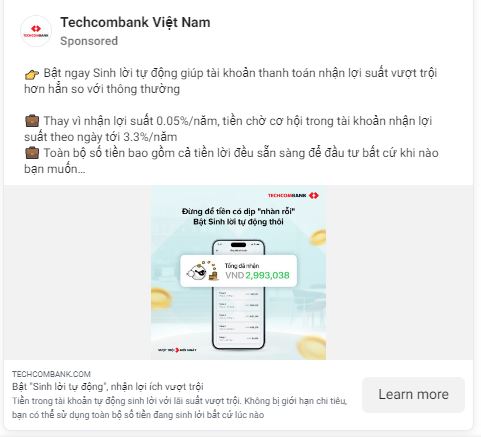 TECHCOMBANK
Techcombank Việt Nam
Sponsored
👉 Bật ngay Sinh lời tự động giúp tài khoản thanh toán nhận lợi suất vượt trội
hơn hẳn so với thông thường
💼 Thay vì nhận lợi suất 0.05%/năm, tiền chờ cơ hội trong tài khoản nhận lợi
suất theo ngày tới 3.3%/năm
💼 Toàn bộ số tiền bao gồm cả tiền lời đều sẵn sàng để đầu tư bất cứ khi nào
bạn muốn...
TECHCOMBANK
Đừng để tiền có dịp "nhàn rỗi"
Bật Sinh lời tự động thôi
Tổng đã nhận
VND 2,993,038
VƯỢT TRỘI HƠN MỖI NGÀY
TECHCOMBANK.COM
Bật "Sinh lời tự động", nhận lợi ích vượt trội
Tiền trong tài khoản tự động sinh lời với lãi suất vượt trội. Không bị giới hạn chi tiêu,
bạn có thể sử dụng toàn bộ số tiền đang sinh lời bất cứ lúc nào
Learn more